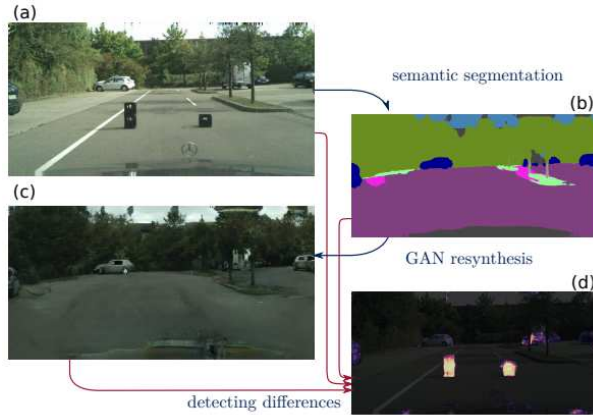 (a)
semantic segmentation
(b)
(c)
GAN resynthesis
(d)
detecting differences